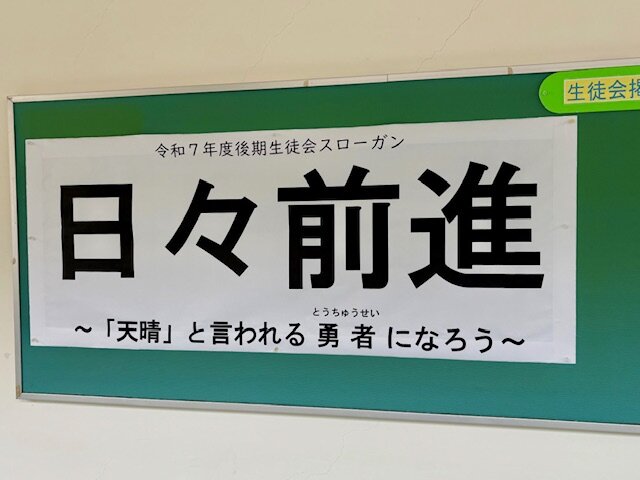 令和７年度後期生徒会スローガン
日々前進
とうちゅうせい
～「天晴」と言われる勇者になろう～
生徒会掲